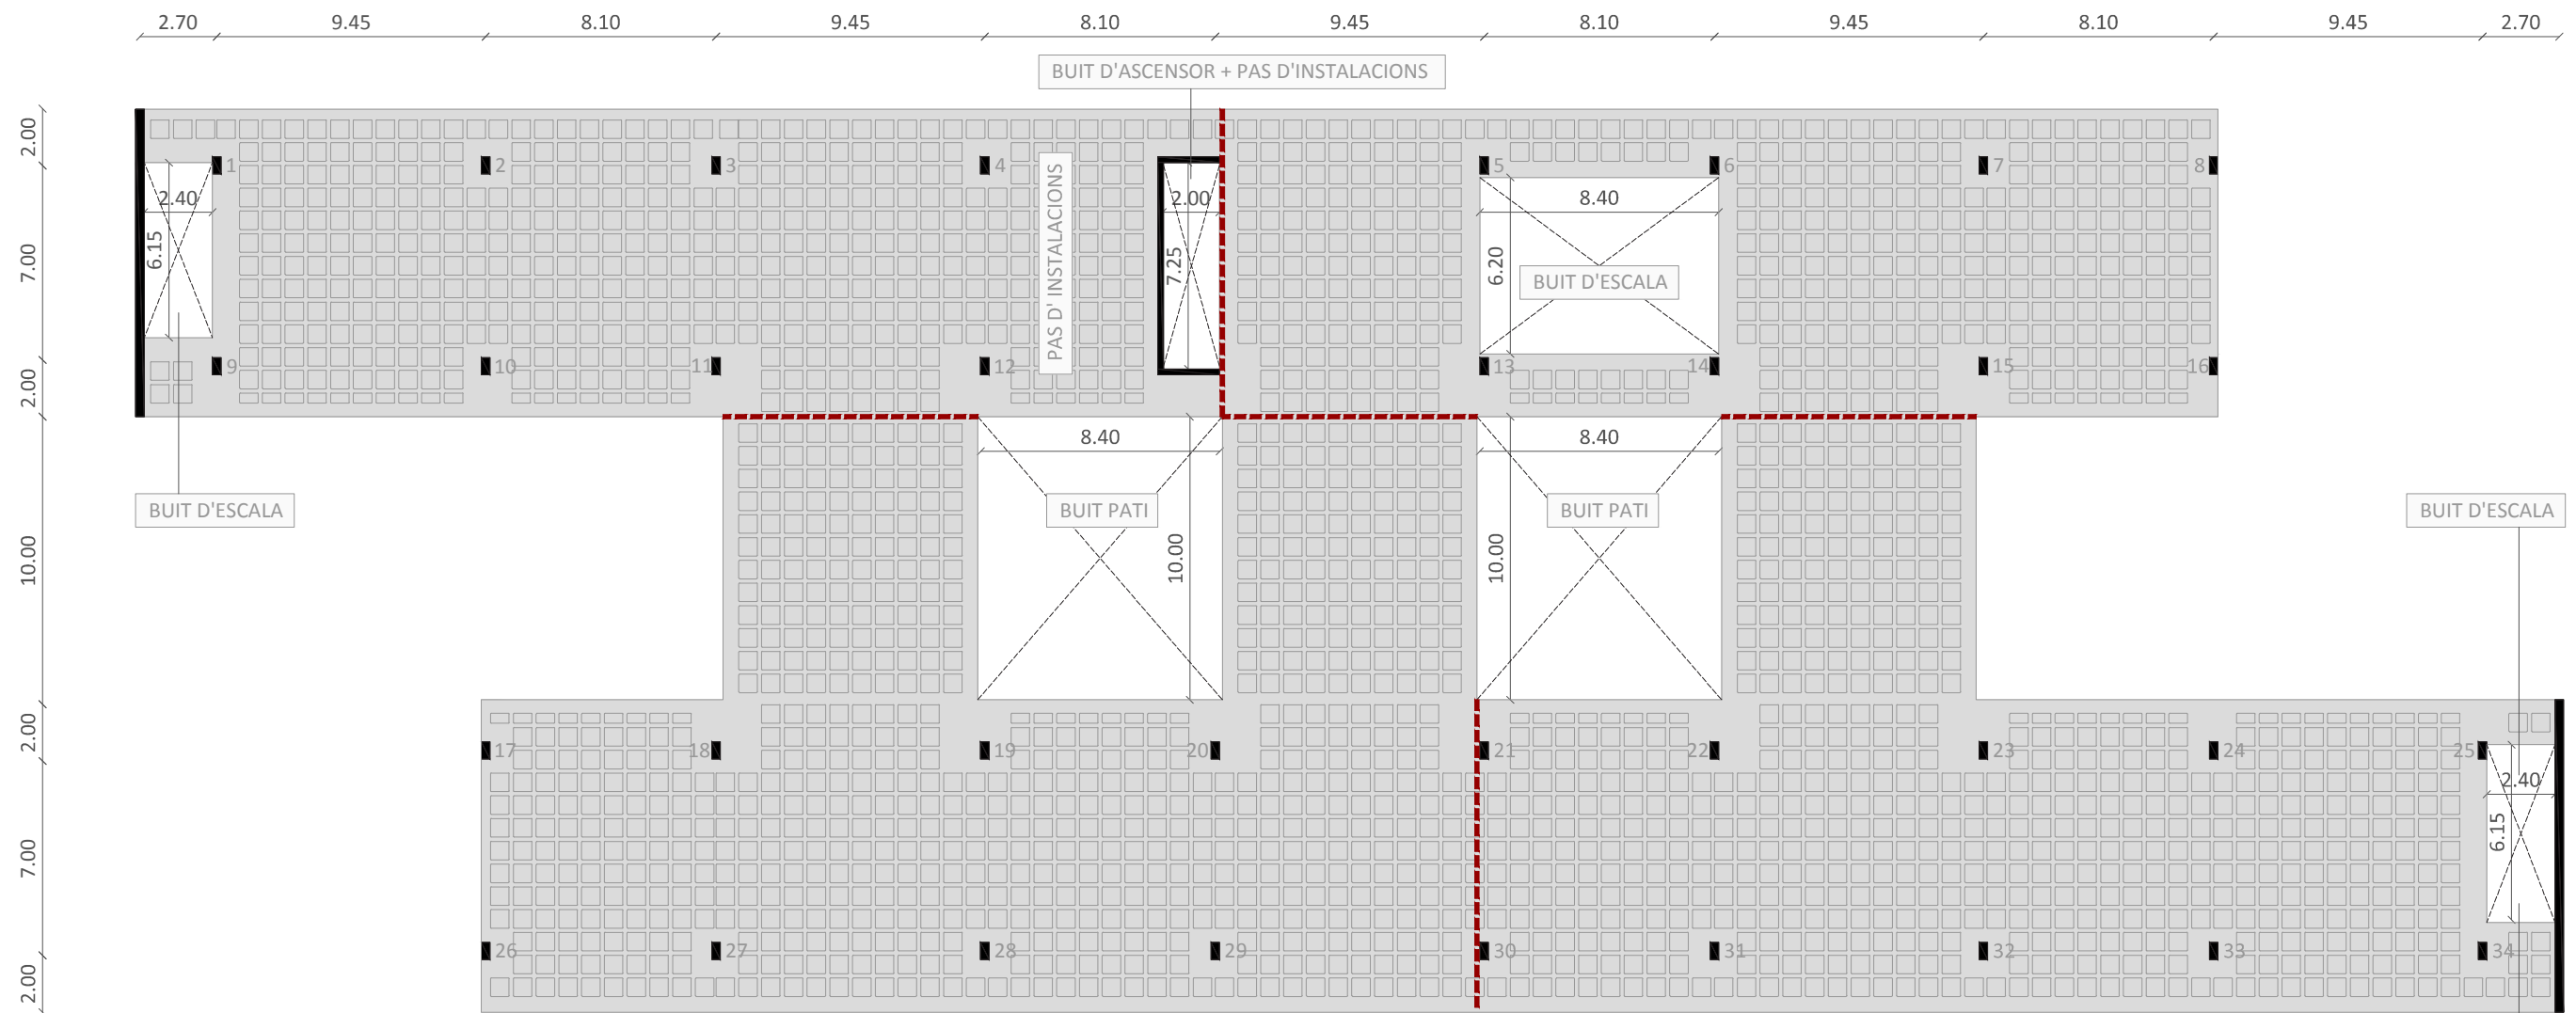 2.70 9.45 8.10 9.45 8.10 9.45 8.10 9.45 8.10 9.45 2.70
BUIT D'ASCENSOR + PAS D'INSTALACIONS
2.00
1 2 3 4 5 6 7 8
2.40 2.00 8.40
6.15
7.00
PAS D' INSTALACIONS
7.25
6.20
BUIT D'ESCALA
9 10 11 12 13 14 15 16
2.00
8.40 8.40
BUIT D'ESCALA
BUIT PATI
BUIT PATI
BUIT D'ESCALA
10.00
10.00
10.00
2.00
17 18 19 20 21 22 23 24 25
2.40
6.15
7.00
26 27 28 29 30 31 32 33 34
2.00